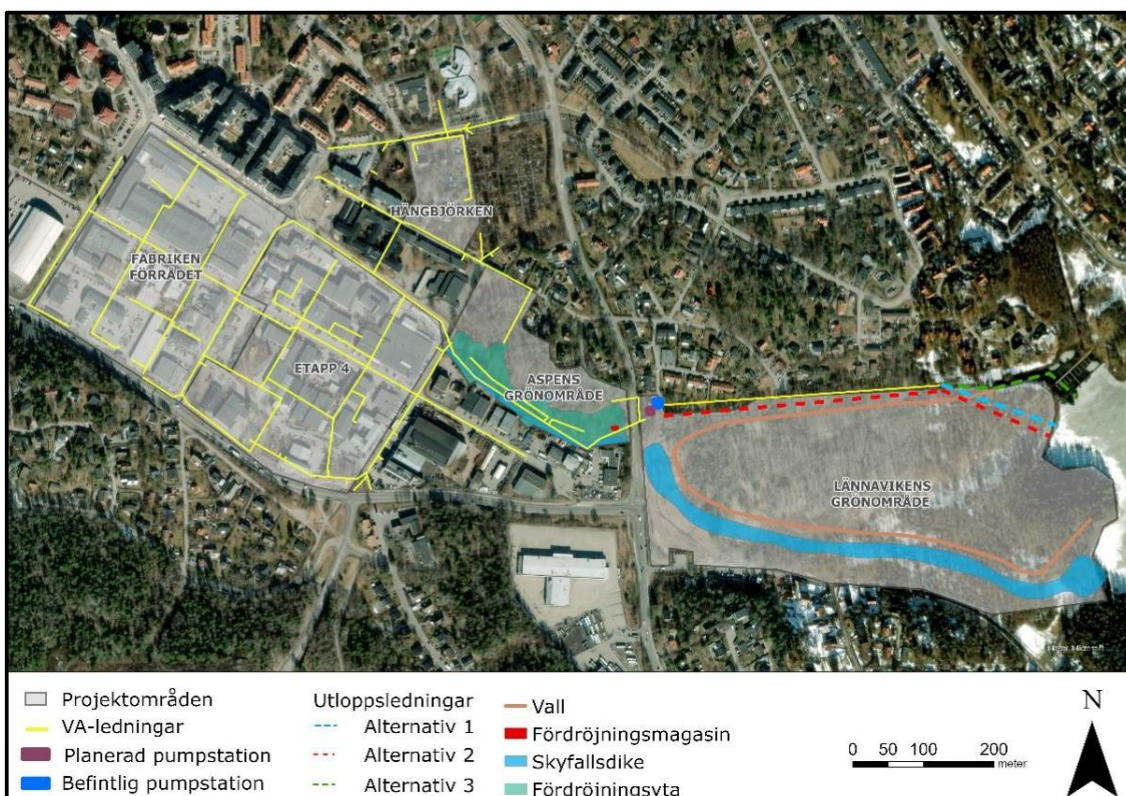 HÄNGBJÖRKEN
FABRIKEN
FÖRRÅDET
ETAPP 4
ASPENS
GRÖNOMRÅDE
LÄNNAVIKENS
GRÖNOMRÅDE
Projektområden
VA-ledningar
Planerad pumpstation
Befintlig pumpstation
Utloppsledningar
Alternativ 1
Alternativ 2
Alternativ 3
Vall
Fördröjningsmagasin
Skyfallsdike
Fördröjningsyta
0 50 100 200
meter
N